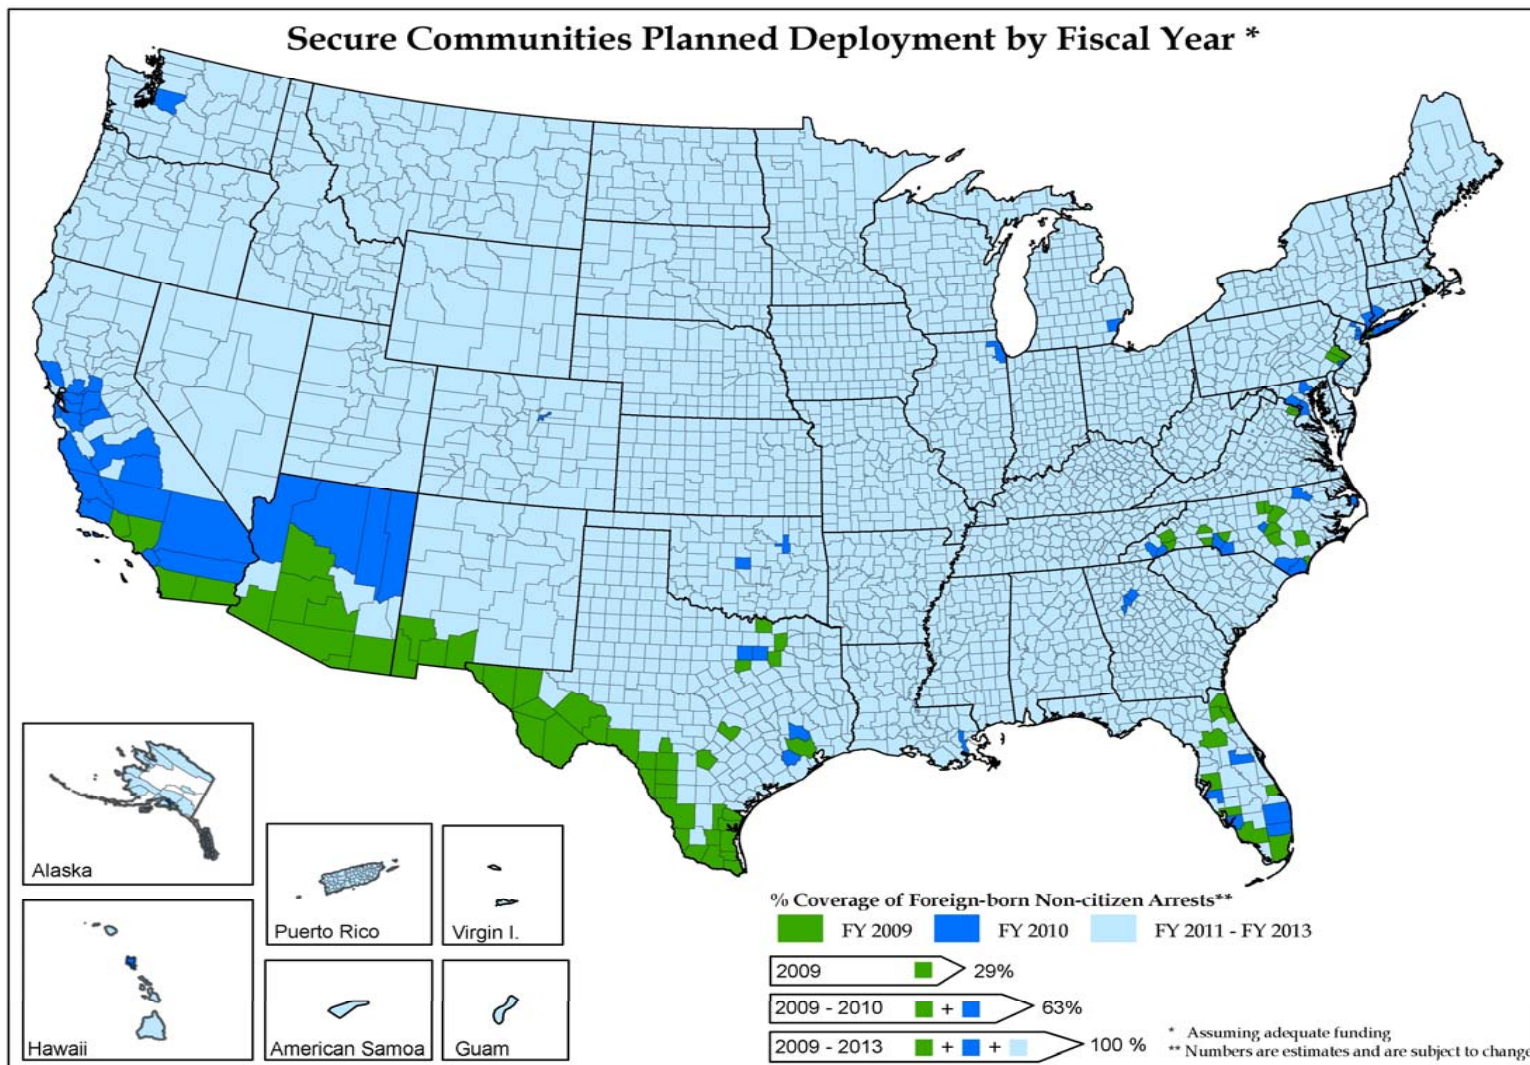 Secure Communities Planned Deployment by Fiscal Year *
Alaska
Hawaii
Puerto Rico
Virgin I.
American Samoa
Guam
% Coverage of Foreign-born Non-citizen Arrests**
FY 2009 FY 2010 FY 2011 - FY 2013
2009 29%
2009 - 2010 + 63%
2009 - 2013 + + 100 %
* Assuming adequate funding
** Numbers are estimates and are subject to change